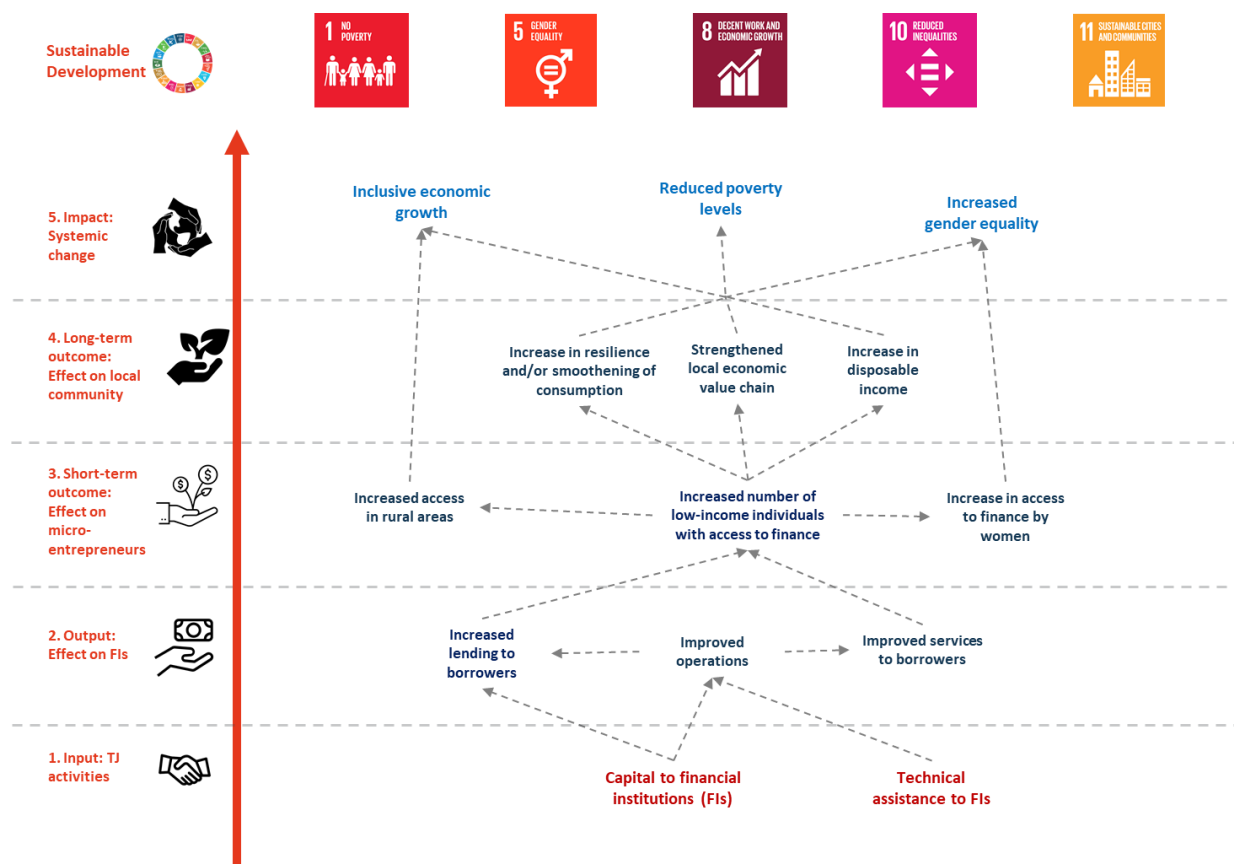 Sustainable
Development
1 NO
POVERTY
5 GENDER
EQUALITY
8 DECENT WORK AND
ECONOMIC GROWTH
10 REDUCED
INEQUALITIES
11 SUSTAINABLE CITIES
AND COMMUNITIES
5. Impact:
Systemic
change
Inclusive economic
growth
Reduced poverty
levels
Increased
gender equality
4. Long-term
outcome:
Effect on local
community
Increase in resilience
and/or smoothening of
consumption
Strengthened
local economic
value chain
Increase in
disposable
income
3. Short-term
outcome:
Effect on
micro-
entrepreneurs
$
$
Increased access
in rural areas
Increased number of
low-income individuals
with access to finance
Increase in access
to finance by
women
2. Output:
Effect on FIs
Increased
lending to
borrowers
Improved
operations
Improved services
to borrowers
1. Input: TJ
activities
Capital to financial
institutions (FIs)
Technical
assistance to FIs